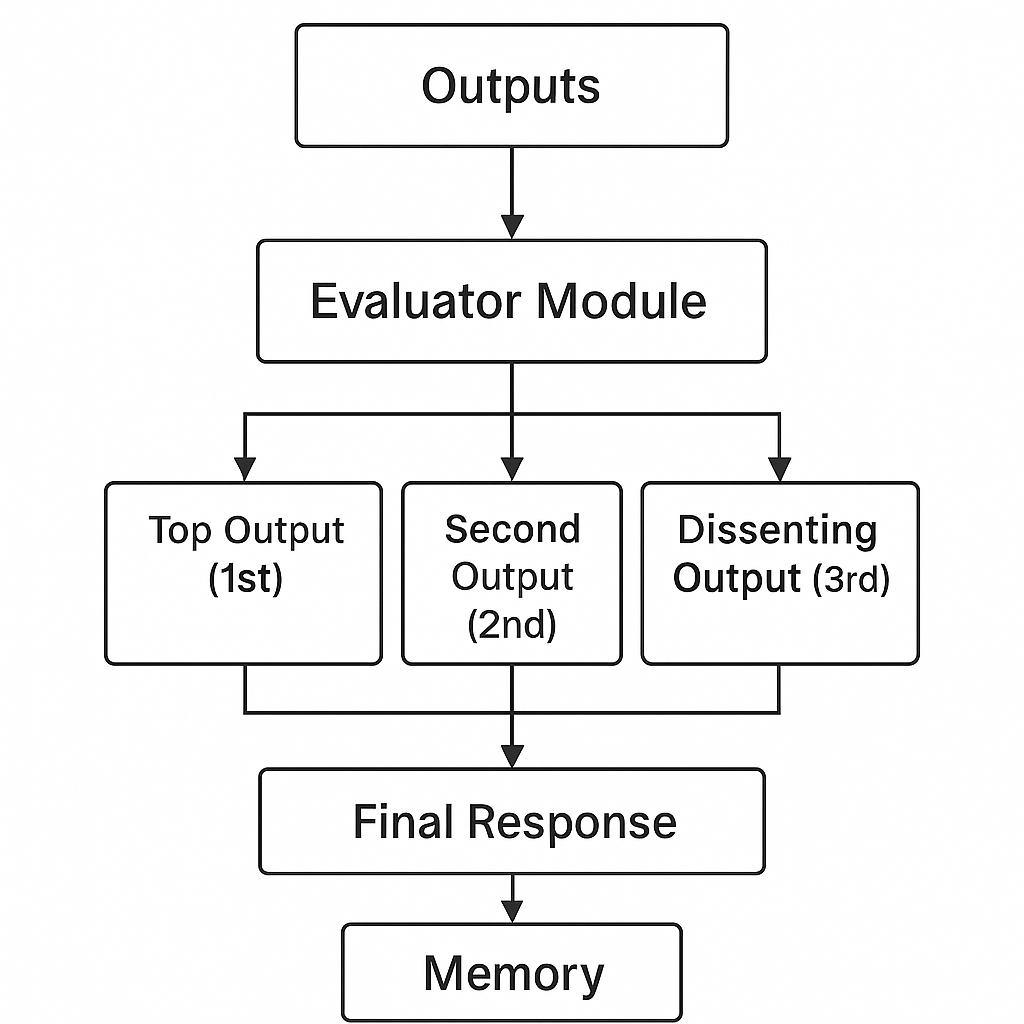 Outputs
Evaluator Module
Top Output
(1st)
Second
Output
(2nd)
Dissenting
Output (3rd)
Final Response
Memory